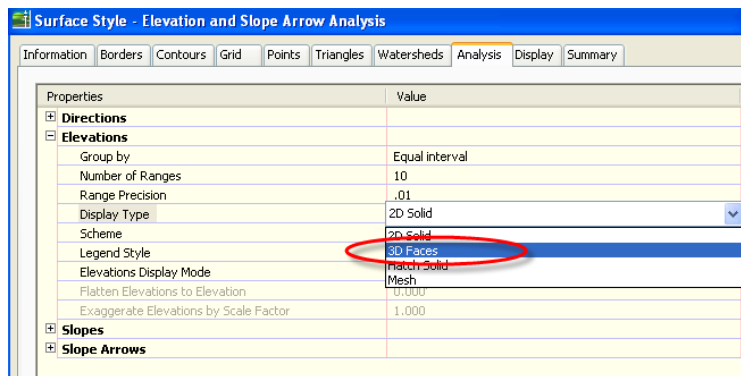 Surface Style - Elevation and Slope Arrow Analysis
Information Borders Contours Grid Points Triangles Watersheds Analysis Display Summary
Properties Value
Directions
Elevations
Group by Equal interval
Number of Ranges 10
Range Precision .01
Display Type 2D Solid
Scheme 2D Solid
Legend Style 3D Faces
Elevations Display Mode Hatch Solid
Mesh
Flatten Elevations to Elevation 0.000'
Exaggerate Elevations by Scale Factor 1.000
Slopes
Slope Arrows